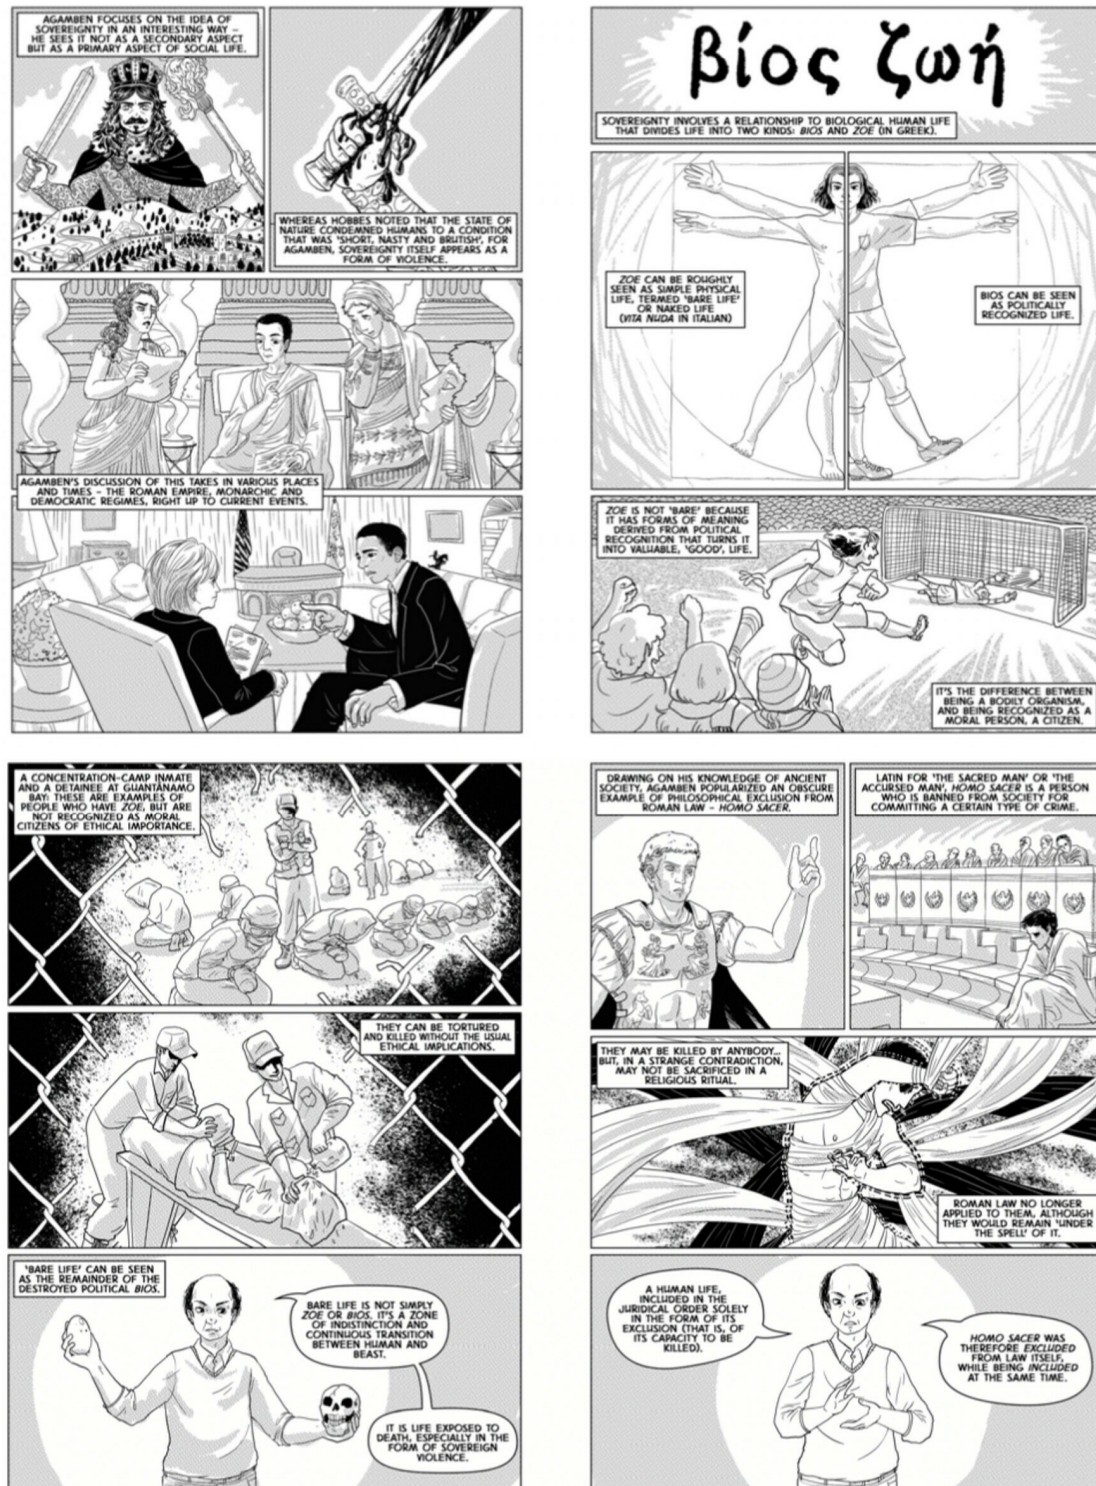 AGAMBEN FOCUSES ON THE IDEA OF
SOVEREIGNTY IN AN INTERESTING WAY –
HE SEES IT NOT AS A SECONDARY ASPECT
BUT AS A PRIMARY ASPECT OF SOCIAL LIFE.
WHEREAS HOBBES NOTED THAT THE STATE OF
NATURE CONDEMNED HUMANS TO A CONDITION
THAT WAS 'SHORT, NASTY AND BRUTISH', FOR
AGAMBEN, SOVEREIGNTY ITSELF APPEARS AS A
FORM OF VIOLENCE.
AGAMBEN'S DISCUSSION OF THIS TAKES IN VARIOUS PLACES
AND TIMES – THE ROMAN EMPIRE, MONARCHIC AND
DEMOCRATIC REGIMES, RIGHT UP TO CURRENT EVENTS.
βίος ζωή
SOVEREIGNTY INVOLVES A RELATIONSHIP TO BIOLOGICAL HUMAN LIFE
THAT DIVIDES LIFE INTO TWO KINDS: BIOS AND ZOE (IN GREEK).
ZOE CAN BE ROUGHLY
SEEN AS SIMPLE PHYSICAL
LIFE, TERMED 'BARE LIFE'
OR NAKED LIFE
(VITA NUDA IN ITALIAN)
BIOS CAN BE SEEN
AS POLITICALLY
RECOGNIZED LIFE.
ZOE IS NOT 'BARE' BECAUSE
IT HAS FORMS OF MEANING
DERIVED FROM POLITICAL
RECOGNITION THAT TURNS IT
INTO VALUABLE, 'GOOD', LIFE.
IT'S THE DIFFERENCE BETWEEN
BEING A BODILY ORGANISM,
AND BEING RECOGNIZED AS A
MORAL PERSON, A CITIZEN.
A CONCENTRATION-CAMP INMATE
AND A DETAINEE AT GUANTÁNAMO
BAY: THESE ARE EXAMPLES OF
PEOPLE WHO HAVE ZOE, BUT ARE
NOT RECOGNIZED AS MORAL
CITIZENS OF ETHICAL IMPORTANCE.
THEY CAN BE TORTURED
AND KILLED WITHOUT THE USUAL
ETHICAL IMPLICATIONS.
'BARE LIFE' CAN BE SEEN
AS THE REMAINDER OF THE
DESTROYED POLITICAL BIOS.
BARE LIFE IS NOT SIMPLY
ZOE OR BIOS. IT'S A ZONE
OF INDISTINCTION AND
CONTINUOUS TRANSITION
BETWEEN HUMAN AND
BEAST.
IT IS LIFE EXPOSED TO
DEATH, ESPECIALLY IN THE
FORM OF SOVEREIGN
VIOLENCE.
DRAWING ON HIS KNOWLEDGE OF ANCIENT
SOCIETY, AGAMBEN POPULARIZED AN OBSCURE
EXAMPLE OF PHILOSOPHICAL EXCLUSION FROM
ROMAN LAW – HOMO SACER.
LATIN FOR 'THE SACRED MAN' OR 'THE
ACCURSED MAN', HOMO SACER IS A PERSON
WHO IS BANNED FROM SOCIETY FOR
COMMITTING A CERTAIN TYPE OF CRIME.
THEY MAY BE KILLED BY ANYBODY...
BUT, IN A STRANGE CONTRADICTION,
MAY NOT BE SACRIFICED IN A
RELIGIOUS RITUAL.
ROMAN LAW NO LONGER
APPLIED TO THEM, ALTHOUGH
THEY WOULD REMAIN 'UNDER
THE SPELL' OF IT.
A HUMAN LIFE,
INCLUDED IN THE
JURIDICAL ORDER SOLELY
IN THE FORM OF ITS
EXCLUSION (THAT IS, OF
ITS CAPACITY TO BE
KILLED).
HOMO SACER WAS
THEREFORE EXCLUDED
FROM LAW ITSELF,
WHILE BEING INCLUDED
AT THE SAME TIME.